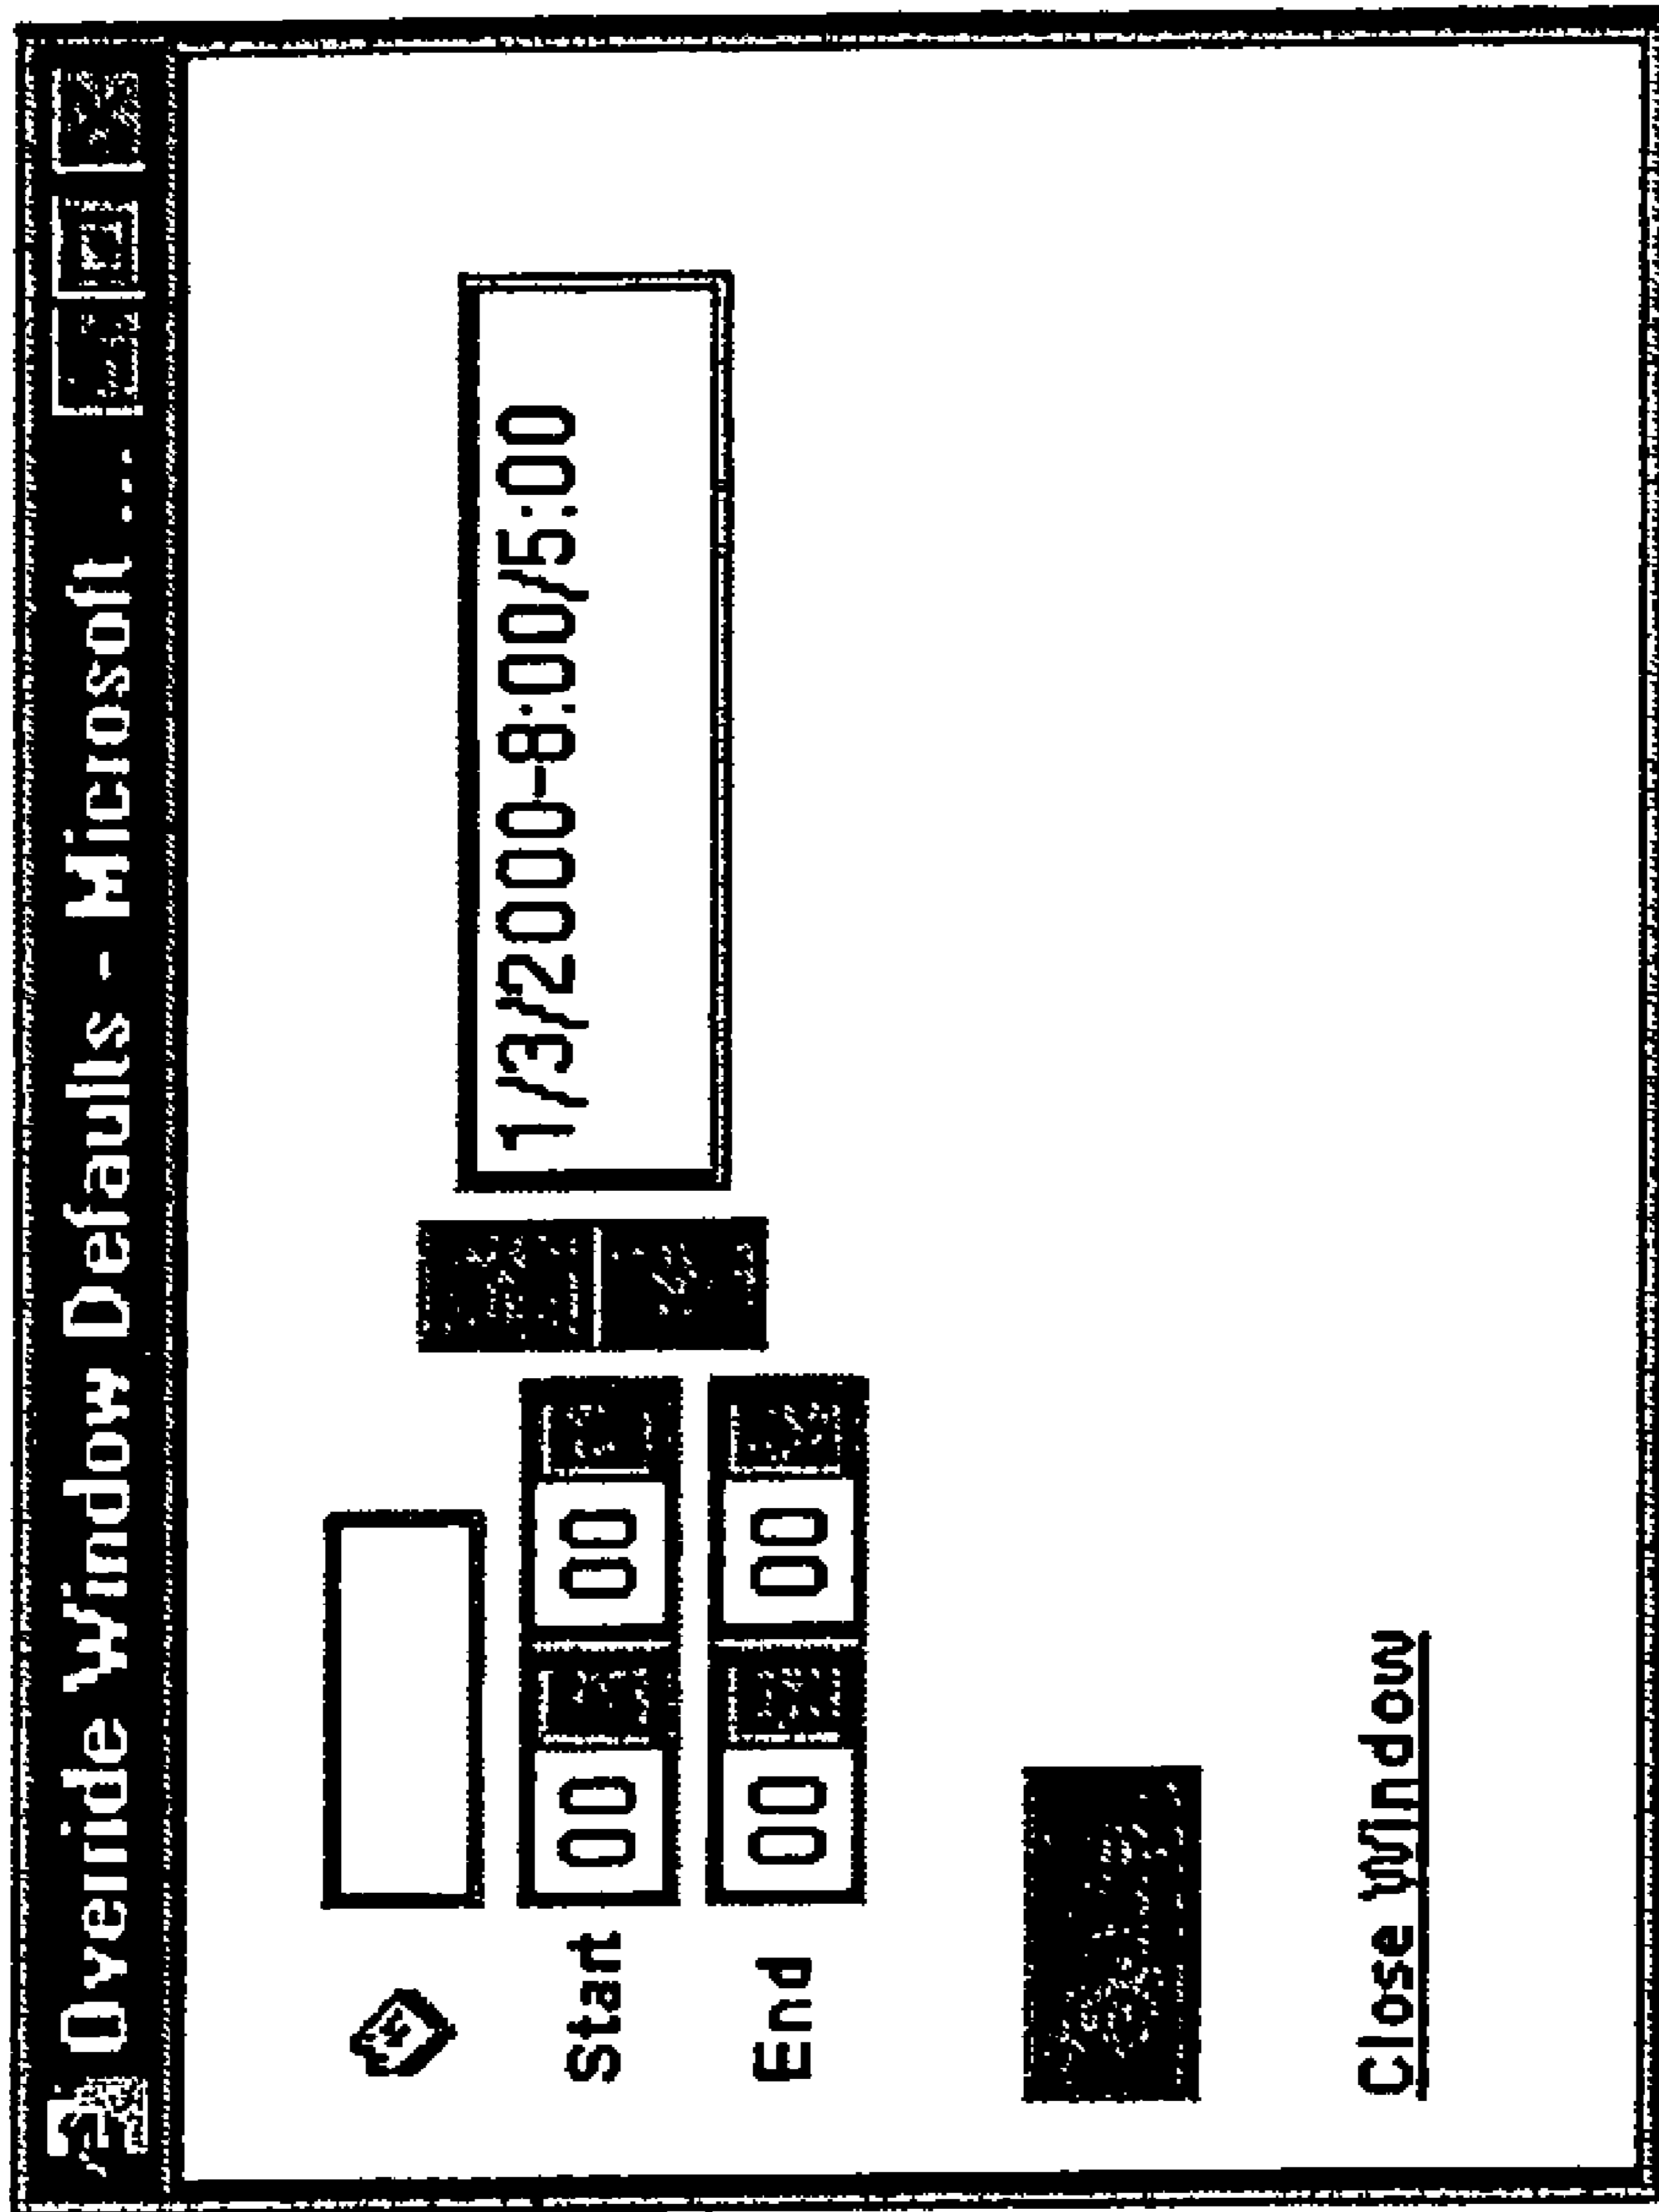 Override Window Defaults - Microsoft ...
1/3/2000-8:00/5:00
Start 00 00
End 00 00
Close Window